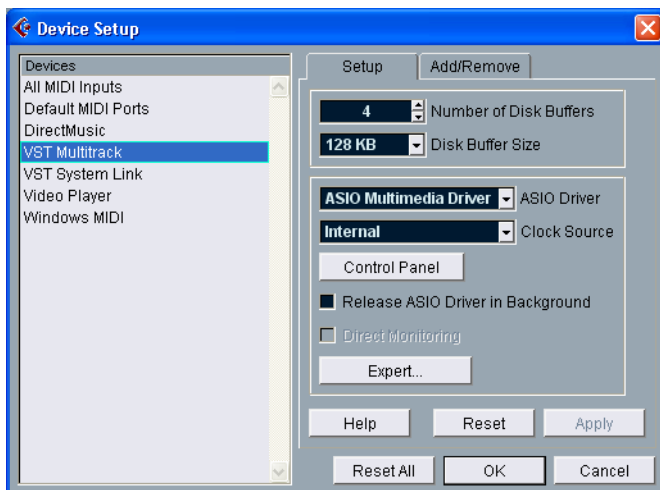 Device Setup
Devices
All MIDI Inputs
Default MIDI Ports
DirectMusic
VST Multitrack
VST System Link
Video Player
Windows MIDI
Setup Add/Remove
4 Number of Disk Buffers
128 KB Disk Buffer Size
ASIO Multimedia Driver ASIO Driver
Internal Clock Source
Control Panel
Release ASIO Driver in Background
Direct Monitoring
Expert...
Help Reset Apply
Reset All OK Cancel